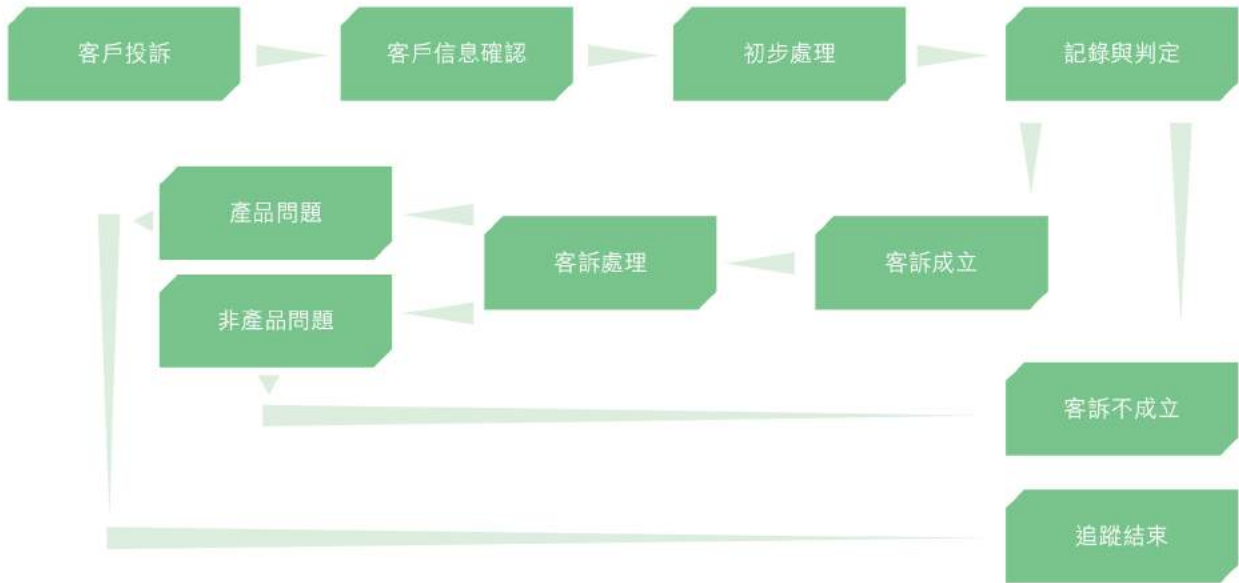 客戶投訴
客戶信息確認
初步處理
記錄與判定
產品問題
客訴處理
客訴成立
非產品問題
客訴不成立
追蹤結束